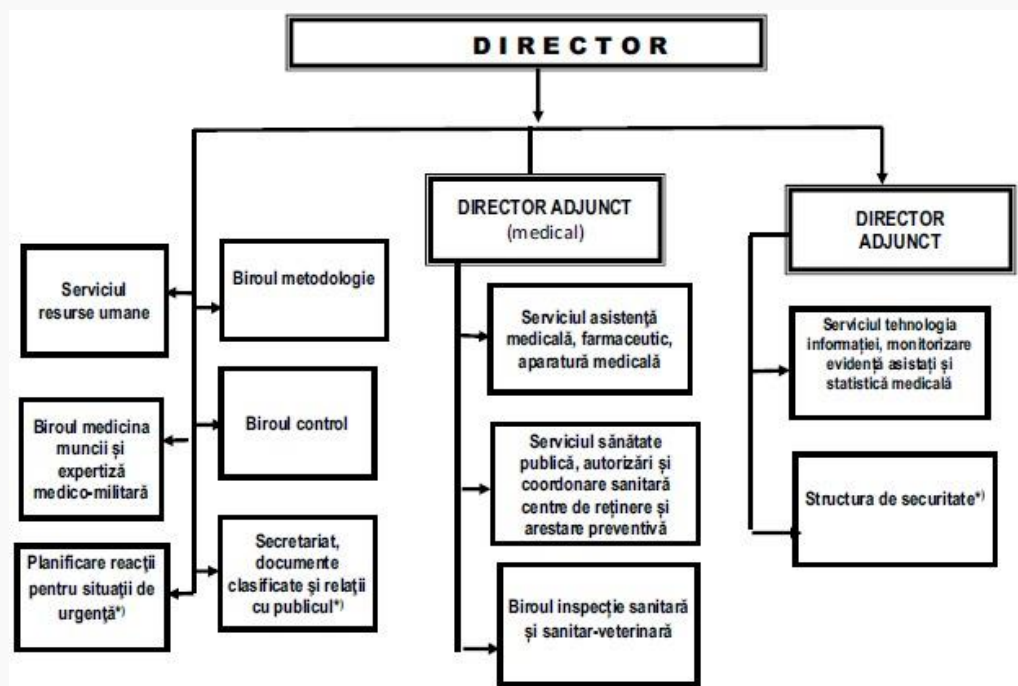 DIRECTOR
DIRECTOR ADJUNCT
(medical)
DIRECTOR
ADJUNCT
Serviciul
resurse umane
Biroul metodologie
Biroul medicina
muncii și
expertiză
medico-militară
Biroul control
Planificare reacții
pentru situații de
urgență*)
Secretariat,
documente
clasificate și relații
cu publicul*)
Serviciul asistență
medicală, farmaceutic,
aparatură medicală
Serviciul sănătate
publică, autorizări și
coordonare sanitară
centre de reținere și
arestare preventivă
Biroul inspecție sanitară
și sanitar-veterinară
Serviciul tehnologia
informației, monitorizare
evidență asistați și
statistică medicală
Structura de securitate*)